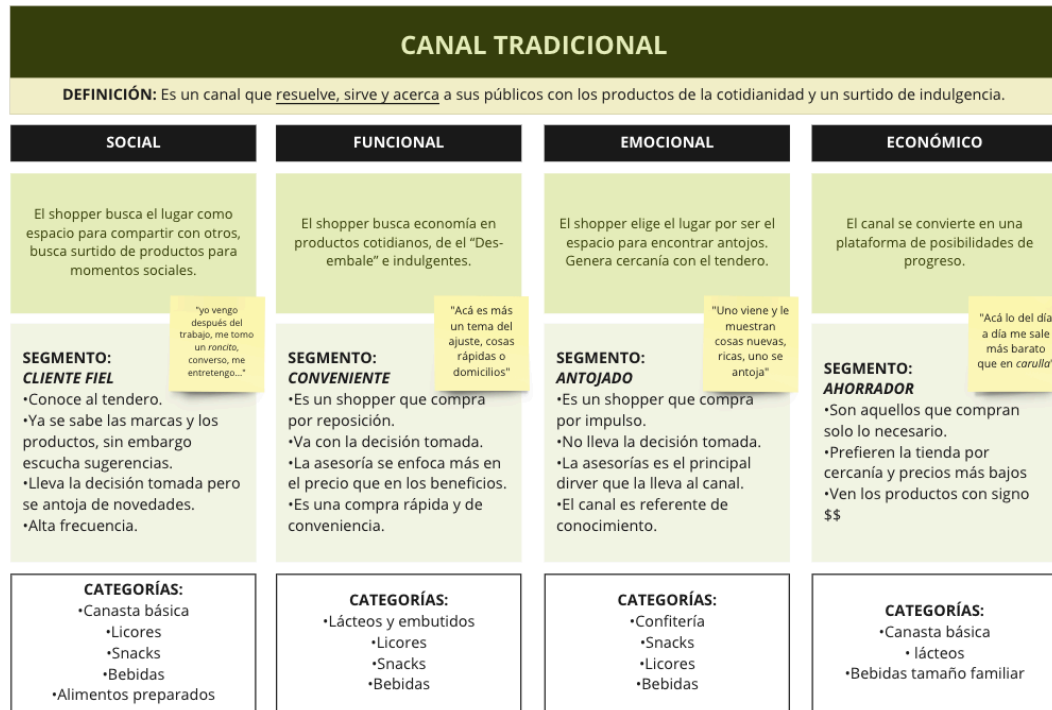 CANAL TRADICIONAL
DEFINICIÓN: Es un canal que resuelve, sirve y acerca a sus públicos con los productos de la cotidianidad y un surtido de indulgencia.
SOCIAL
El shopper busca el lugar como
espacio para compartir con otros,
busca surtido de productos para
momentos sociales.
"yo vengo
después del
trabajo, me tomo
un roncito,
converso, me
entretengo..."
SEGMENTO:
CLIENTE FIEL
•Conoce al tendero.
•Ya se sabe las marcas y los
productos, sin embargo
escucha sugerencias.
•Lleva la decisión tomada pero
se antoja de novedades.
•Alta frecuencia.
CATEGORÍAS:
•Canasta básica
•Licores
•Snacks
•Bebidas
•Alimentos preparados
FUNCIONAL
El shopper busca economía en
productos cotidianos, de el “Des-
embale” e indulgentes.
"Acá es más
un tema del
ajuste, cosas
rápidas o
domicilios"
SEGMENTO:
CONVENIENTE
•Es un shopper que compra
por reposición.
•Va con la decisión tomada.
•La asesoría se enfoca más en
el precio que en los beneficios.
•Es una compra rápida y de
conveniencia.
CATEGORÍAS:
•Lácteos y embutidos
•Licores
•Snacks
•Bebidas
EMOCIONAL
El shopper elige el lugar por ser el
espacio para encontrar antojos.
Genera cercanía con el tendero.
"Uno viene y le
muestran
cosas nuevas,
ricas, uno se
antoja"
SEGMENTO:
ANTOJADO
•Es un shopper que compra
por impulso.
•No lleva la decisión tomada.
•La asesorías es el principal
dirver que la lleva al canal.
•El canal es referente de
conocimiento.
CATEGORÍAS:
•Confitería
•Snacks
•Licores
•Bebidas
ECONÓMICO
El canal se convierte en una
plataforma de posibilidades de
progreso.
"Acá lo del día
a día me sale
más barato
que en carulla"
SEGMENTO:
AHORRADOR
•Son aquellos que compran
solo lo necesario.
•Prefieren la tienda por
cercanía y precios más bajos
•Ven los productos con signo
$$
CATEGORÍAS:
•Canasta básica
• lácteos
•Bebidas tamaño familiar